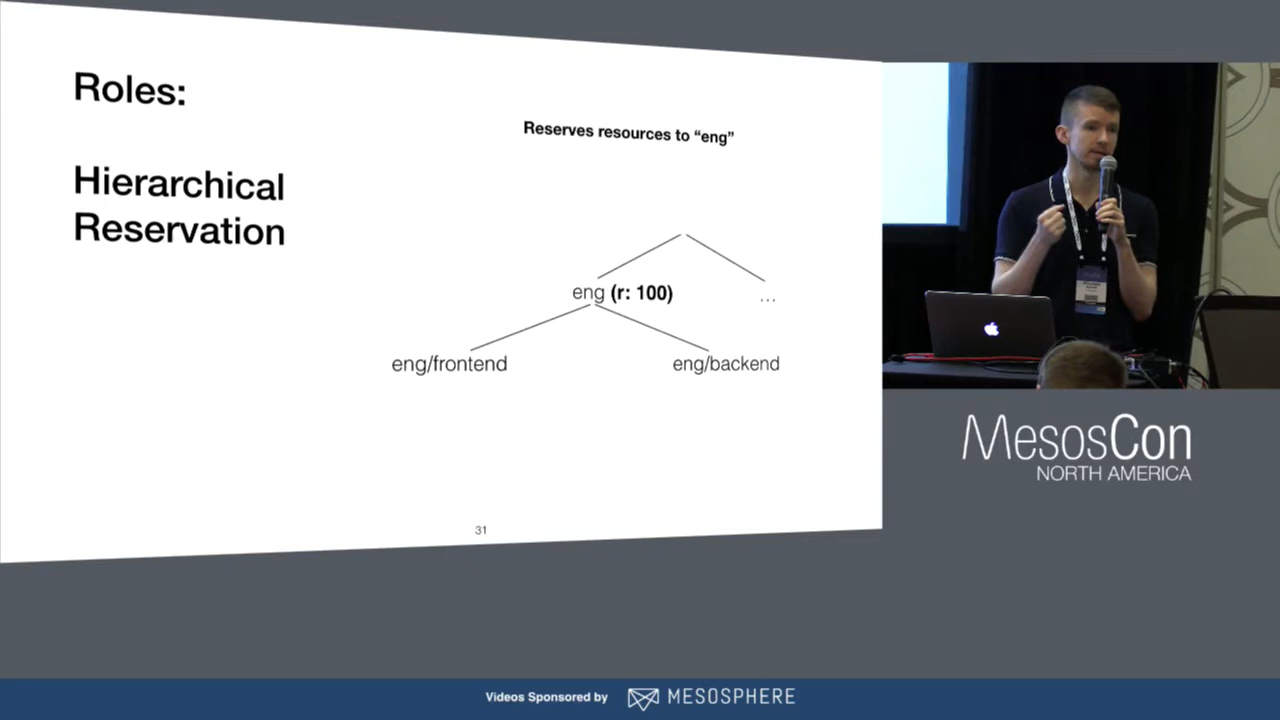 Roles:
Hierarchical
Reservation
Reserves resources to “eng”
eng (r: 100)
...
eng/frontend
eng/backend
31
MesosCon
NORTH AMERICA
Videos Sponsored by MESOSPHERE